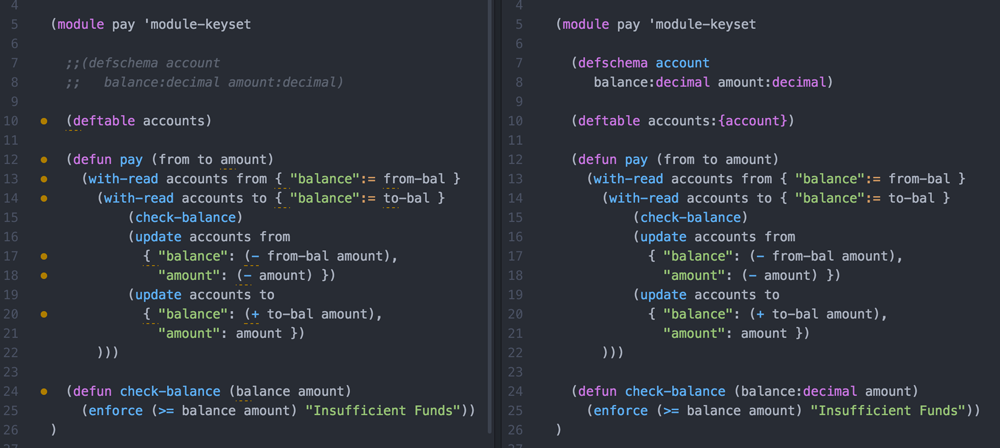 4
5 (module pay 'module-keyset
6
7 ;;(defschema account
8 ;;   balance:decimal amount:decimal)
9
10 (deftable accounts)
11
12 (defun pay (from to amount)
13 (with-read accounts from { "balance":= from-bal }
14 (with-read accounts to { "balance":= to-bal }
15 (check-balance)
16 (update accounts from
17 { "balance": (- from-bal amount),
18 "amount": (- amount) })
19 (update accounts to
20 { "balance": (+ to-bal amount),
21 "amount": amount })
22 )))
23
24 (defun check-balance (balance amount)
25 (enforce (>= balance amount) "Insufficient Funds"))
26 )
27
4
5 (module pay 'module-keyset
6
7 (defschema account
8 balance:decimal amount:decimal)
9
10 (deftable accounts:{account})
11
12 (defun pay (from to amount)
13 (with-read accounts from { "balance":= from-bal }
14 (with-read accounts to { "balance":= to-bal }
15 (check-balance)
16 (update accounts from
17 { "balance": (- from-bal amount),
18 "amount": (- amount) })
19 (update accounts to
20 { "balance": (+ to-bal amount),
21 "amount": amount })
22 )))
23
24 (defun check-balance (balance:decimal amount)
25 (enforce (>= balance amount) "Insufficient Funds"))
26 )
27